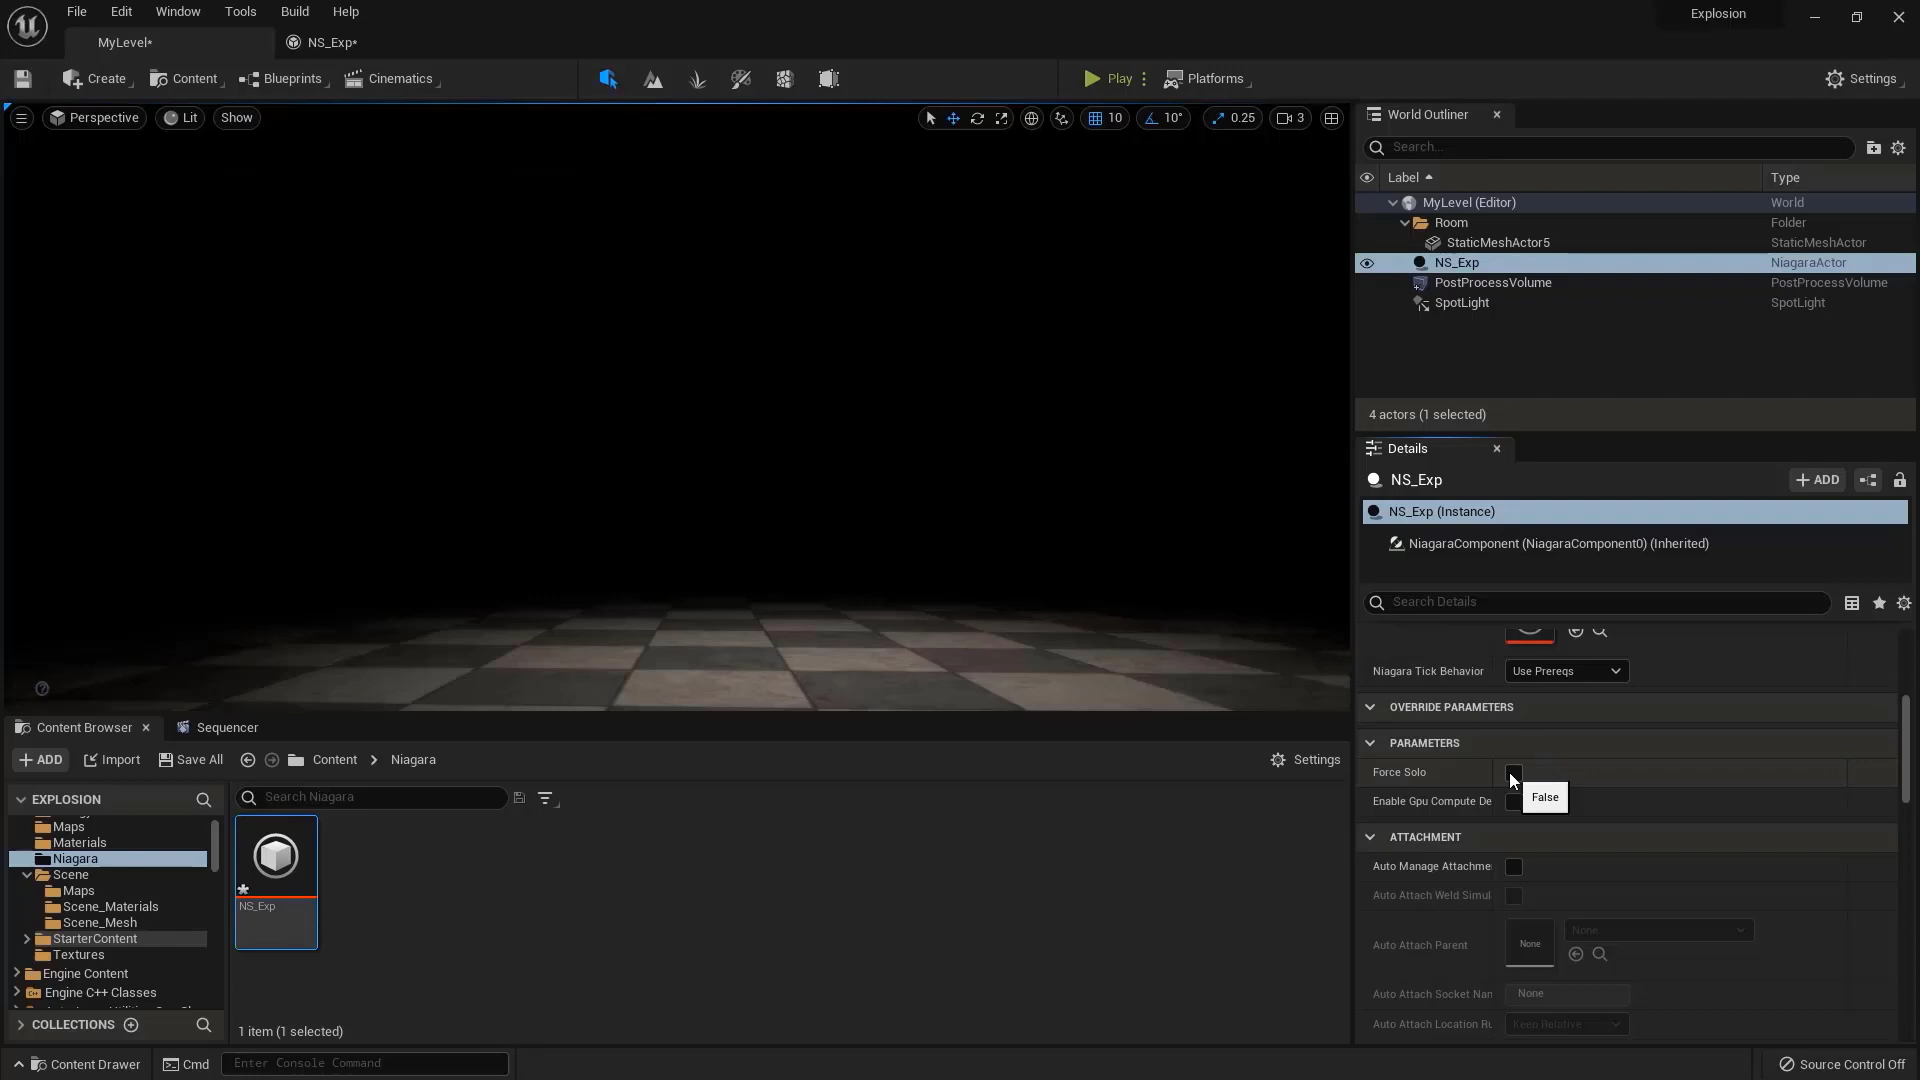 File Edit Window Tools Build Help
Explosion
MyLevel*
NS_Exp*
Create
Content
Blueprints
Cinematics
Play
Platforms
Settings
Perspective
Lit
Show
10
10°
0.25
3
World Outliner
Search...
Label
Type
MyLevel (Editor)
World
Room
Folder
StaticMeshActor5
StaticMeshActor
NS_Exp
NiagaraActor
PostProcessVolume
PostProcessVolume
SpotLight
SpotLight
4 actors (1 selected)
Details
NS_Exp
+ ADD
NS_Exp (Instance)
NiagaraComponent (NiagaraComponent0) (Inherited)
Search Details
Niagara Tick Behavior
Use Prereqs
OVERRIDE PARAMETERS
PARAMETERS
Force Solo
False
Enable Gpu Compute De
ATTACHMENT
Auto Manage Attachme
Auto Attach Weld Simul
Auto Attach Parent
None
None
Auto Attach Socket Nan
None
Auto Attach Location Ru
Keep Relative
Content Browser
Sequencer
+ ADD
Import
Save All
Content
Niagara
Settings
EXPLOSION
Search Niagara
Maps
Materials
Niagara
Scene
Maps
Scene_Materials
Scene_Mesh
StarterContent
Textures
Engine Content
Engine C++ Classes
NS_Exp
COLLECTIONS
1 item (1 selected)
Content Drawer
Cmd
Enter Console Command
Source Control Off